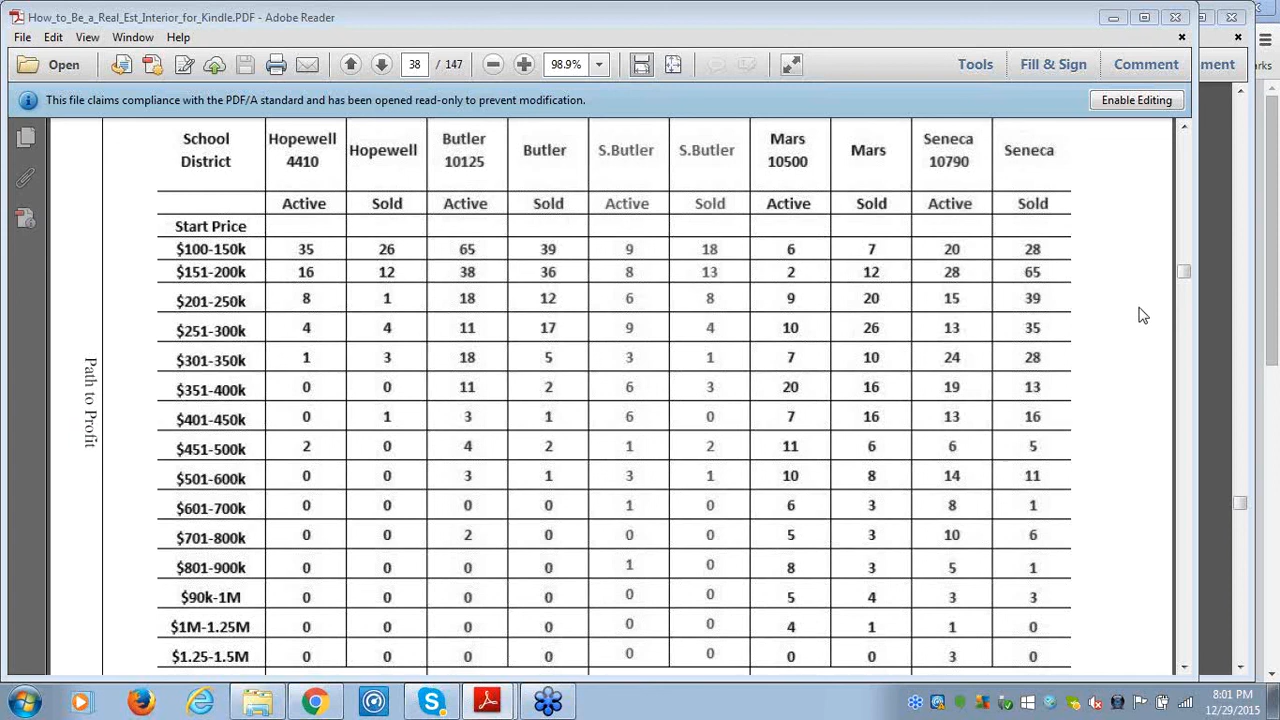 How_to_Be_a_Real_Est_Interior_for_Kindle.PDF - Adobe Reader
File Edit View Window Help
Open 38 / 147 98.9% Tools Fill & Sign Comment ment
This file claims compliance with the PDF/A standard and has been opened read-only to prevent modification. Enable Editing
School District Hopewell 4410 Hopewell Butler 10125 Butler S.Butler S.Butler Mars 10500 Mars Seneca 10790 Seneca
Active Sold Active Sold Active Sold Active Sold Active Sold
Start Price
$100-150k 35 26 65 39 9 18 6 7 20 28
$151-200k 16 12 38 36 8 13 2 12 28 65
$201-250k 8 1 18 12 6 8 9 20 15 39
$251-300k 4 4 11 17 9 4 10 26 13 35
$301-350k 1 3 18 5 3 1 7 10 24 28
$351-400k 0 0 11 2 6 3 20 16 19 13
$401-450k 0 1 3 1 6 0 7 16 13 16
$451-500k 2 0 4 2 1 2 11 6 6 5
$501-600k 0 0 3 1 3 1 10 8 14 11
$601-700k 0 0 0 0 1 0 6 3 8 1
$701-800k 0 0 2 0 0 0 5 3 10 6
$801-900k 0 0 0 0 1 0 8 3 5 1
$90k-1M 0 0 0 0 0 0 5 4 3 3
$1M-1.25M 0 0 0 0 0 0 4 1 1 0
$1.25-1.5M 0 0 0 0 0 0 0 0 3 0
Path to Profit
8:01 PM
12/29/2015